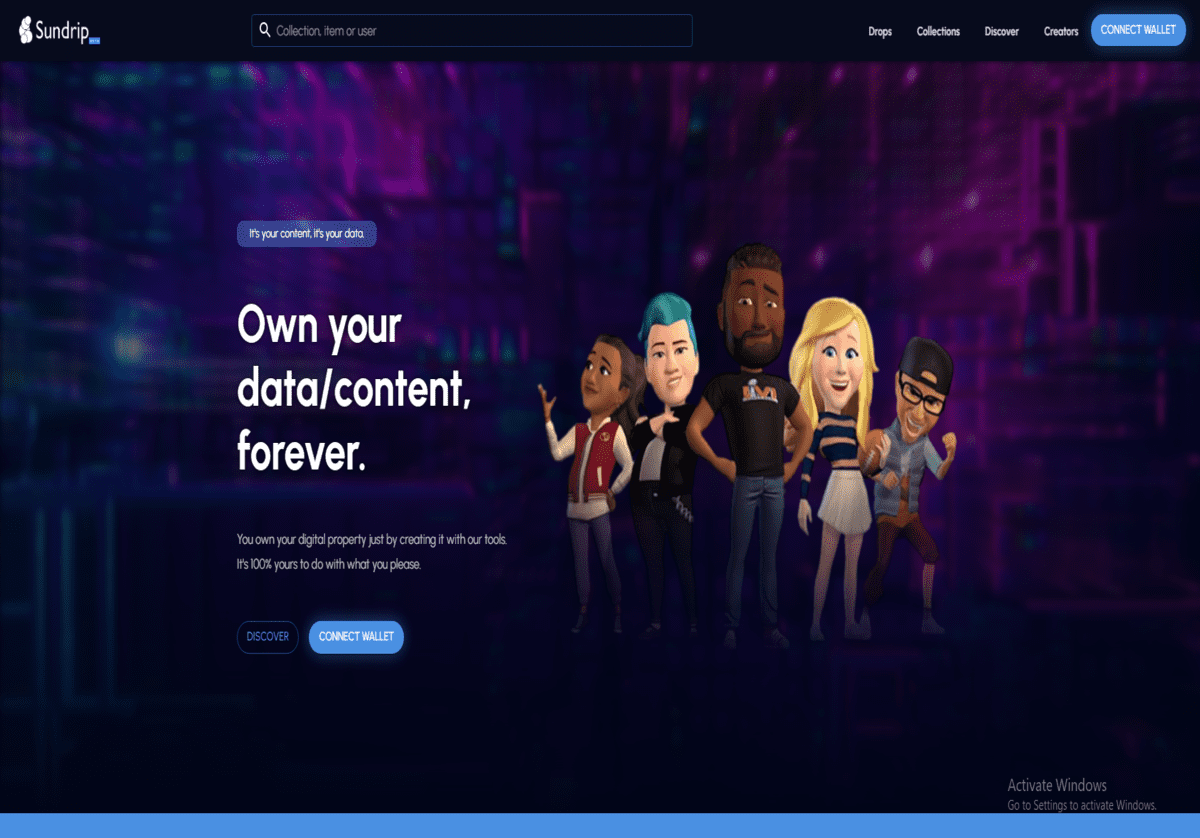 Sundrip
BETA
Collection, item or user
Drops
Collections
Discover
Creators
CONNECT WALLET
It's your content, it's your data.
Own your
data/content,
forever.
You own your digital property just by creating it with our tools.
It's 100% yours to do with what you please.
DISCOVER
CONNECT WALLET
LVI
Activate Windows
Go to Settings to activate Windows.